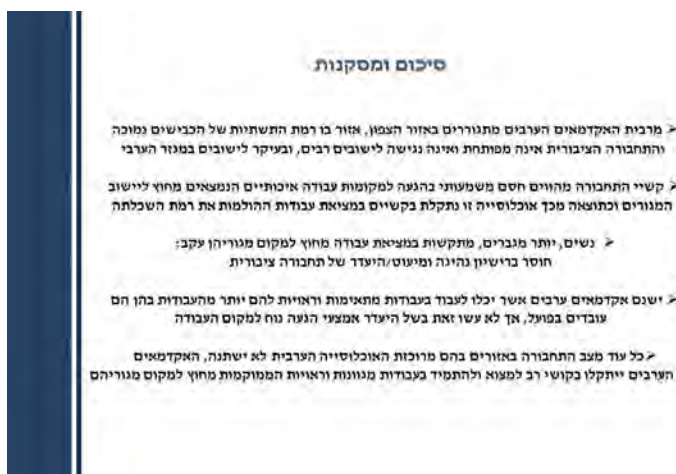 סיכום ומסקנות
➢ מרבית האקדמאים הערבים מתגוררים באזור הצפון, אזור בו רמת התשתיות של הכבישים נמוכה
והתחבורה הציבורית אינה מפותחת ואינה נגישה לישובים רבים, ובעיקר לישובים במגזר הערבי
➢ קשיי התחבורה מהווים חסם משמעותי בהגעה למקומות עבודה איכותיים הנמצאים מחוץ ליישוב
המגורים וכתוצאה מכך אוכלוסייה זו נתקלת בקשיים במציאת עבודות ההולמות את רמת השכלתה
➢ נשים, יותר מגברים, מתקשות במציאת עבודה מחוץ למקום מגוריהן עקב:
חוסר ברישיון נהיגה ומיעוט/היעדר של תחבורה ציבורית
➢ ישנם אקדמאים ערבים אשר יכלו לעבוד בעבודות מתאימות וראויות להם יותר מהעבודות בהן הם
עובדים בפועל, אך לא עשו זאת בשל היעדר אמצעי הגעה נוח למקום העבודה
➢ כל עוד מצב התחבורה באזורים בהם מרוכזת האוכלוסייה הערבית לא ישתנה, האקדמאים
הערבים ייתקלו בקושי רב למצוא ולהתמיד בעבודות מגוונות וראויות הממוקמות מחוץ למקום מגוריהם